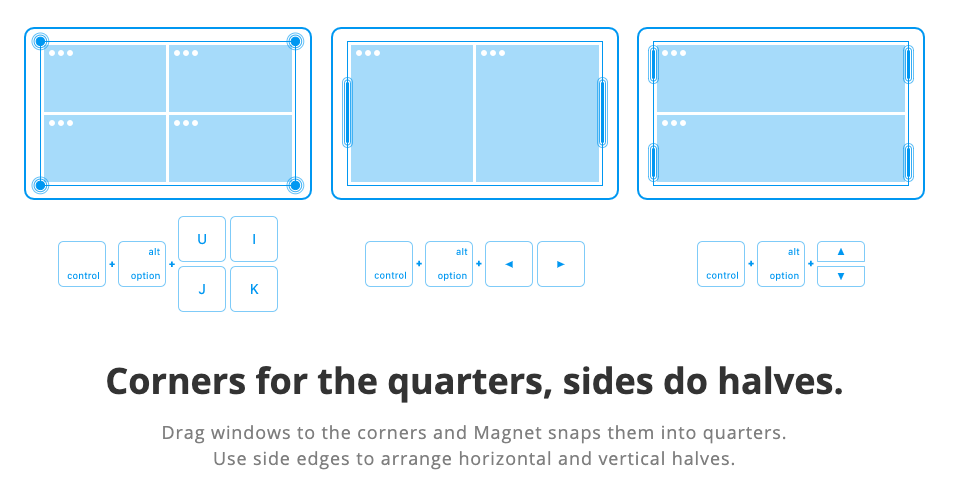 U I
control + alt option + J K
control + alt option + ◄ ►
control + alt option + ▲ ▼
Corners for the quarters, sides do halves.
Drag windows to the corners and Magnet snaps them into quarters.
Use side edges to arrange horizontal and vertical halves.